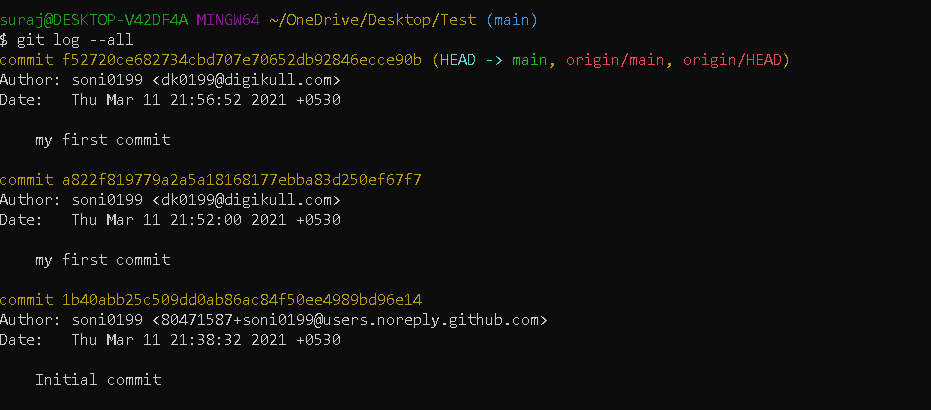 suraj@DESKTOP-V42DF4A MINGW64 ~/OneDrive/Desktop/Test (main)
$ git log --all
commit f52720ce682734cbd707e70652db92846ecce90b (HEAD -> main, origin/main, origin/HEAD)
Author: soni0199 <dk0199@digikull.com>
Date:   Thu Mar 11 21:56:52 2021 +0530
    my first commit
commit a822f819779a2a5a18168177ebba83d250ef67f7
Author: soni0199 <dk0199@digikull.com>
Date:   Thu Mar 11 21:52:00 2021 +0530
    my first commit
commit 1b40abb25c509dd0ab86ac84f50ee4989bd96e14
Author: soni0199 <80471587+soni0199@users.noreply.github.com>
Date:   Thu Mar 11 21:38:32 2021 +0530
    Initial commit